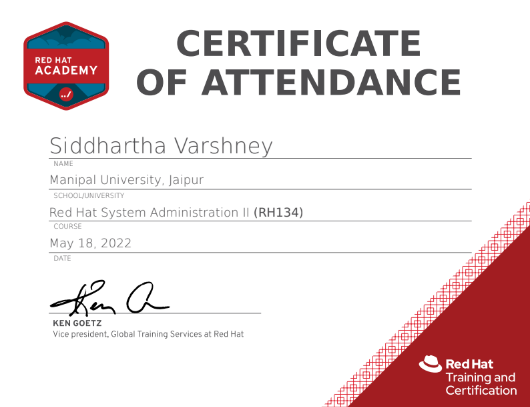 RED HAT
ACADEMY
CERTIFICATE
OF ATTENDANCE
Siddhartha Varshney
NAME
Manipal University, Jaipur
SCHOOL/UNIVERSITY
Red Hat System Administration II (RH134)
COURSE
May 18, 2022
DATE
Ken G
KEN GOETZ
Vice president, Global Training Services at Red Hat
Red Hat
Training and
Certification